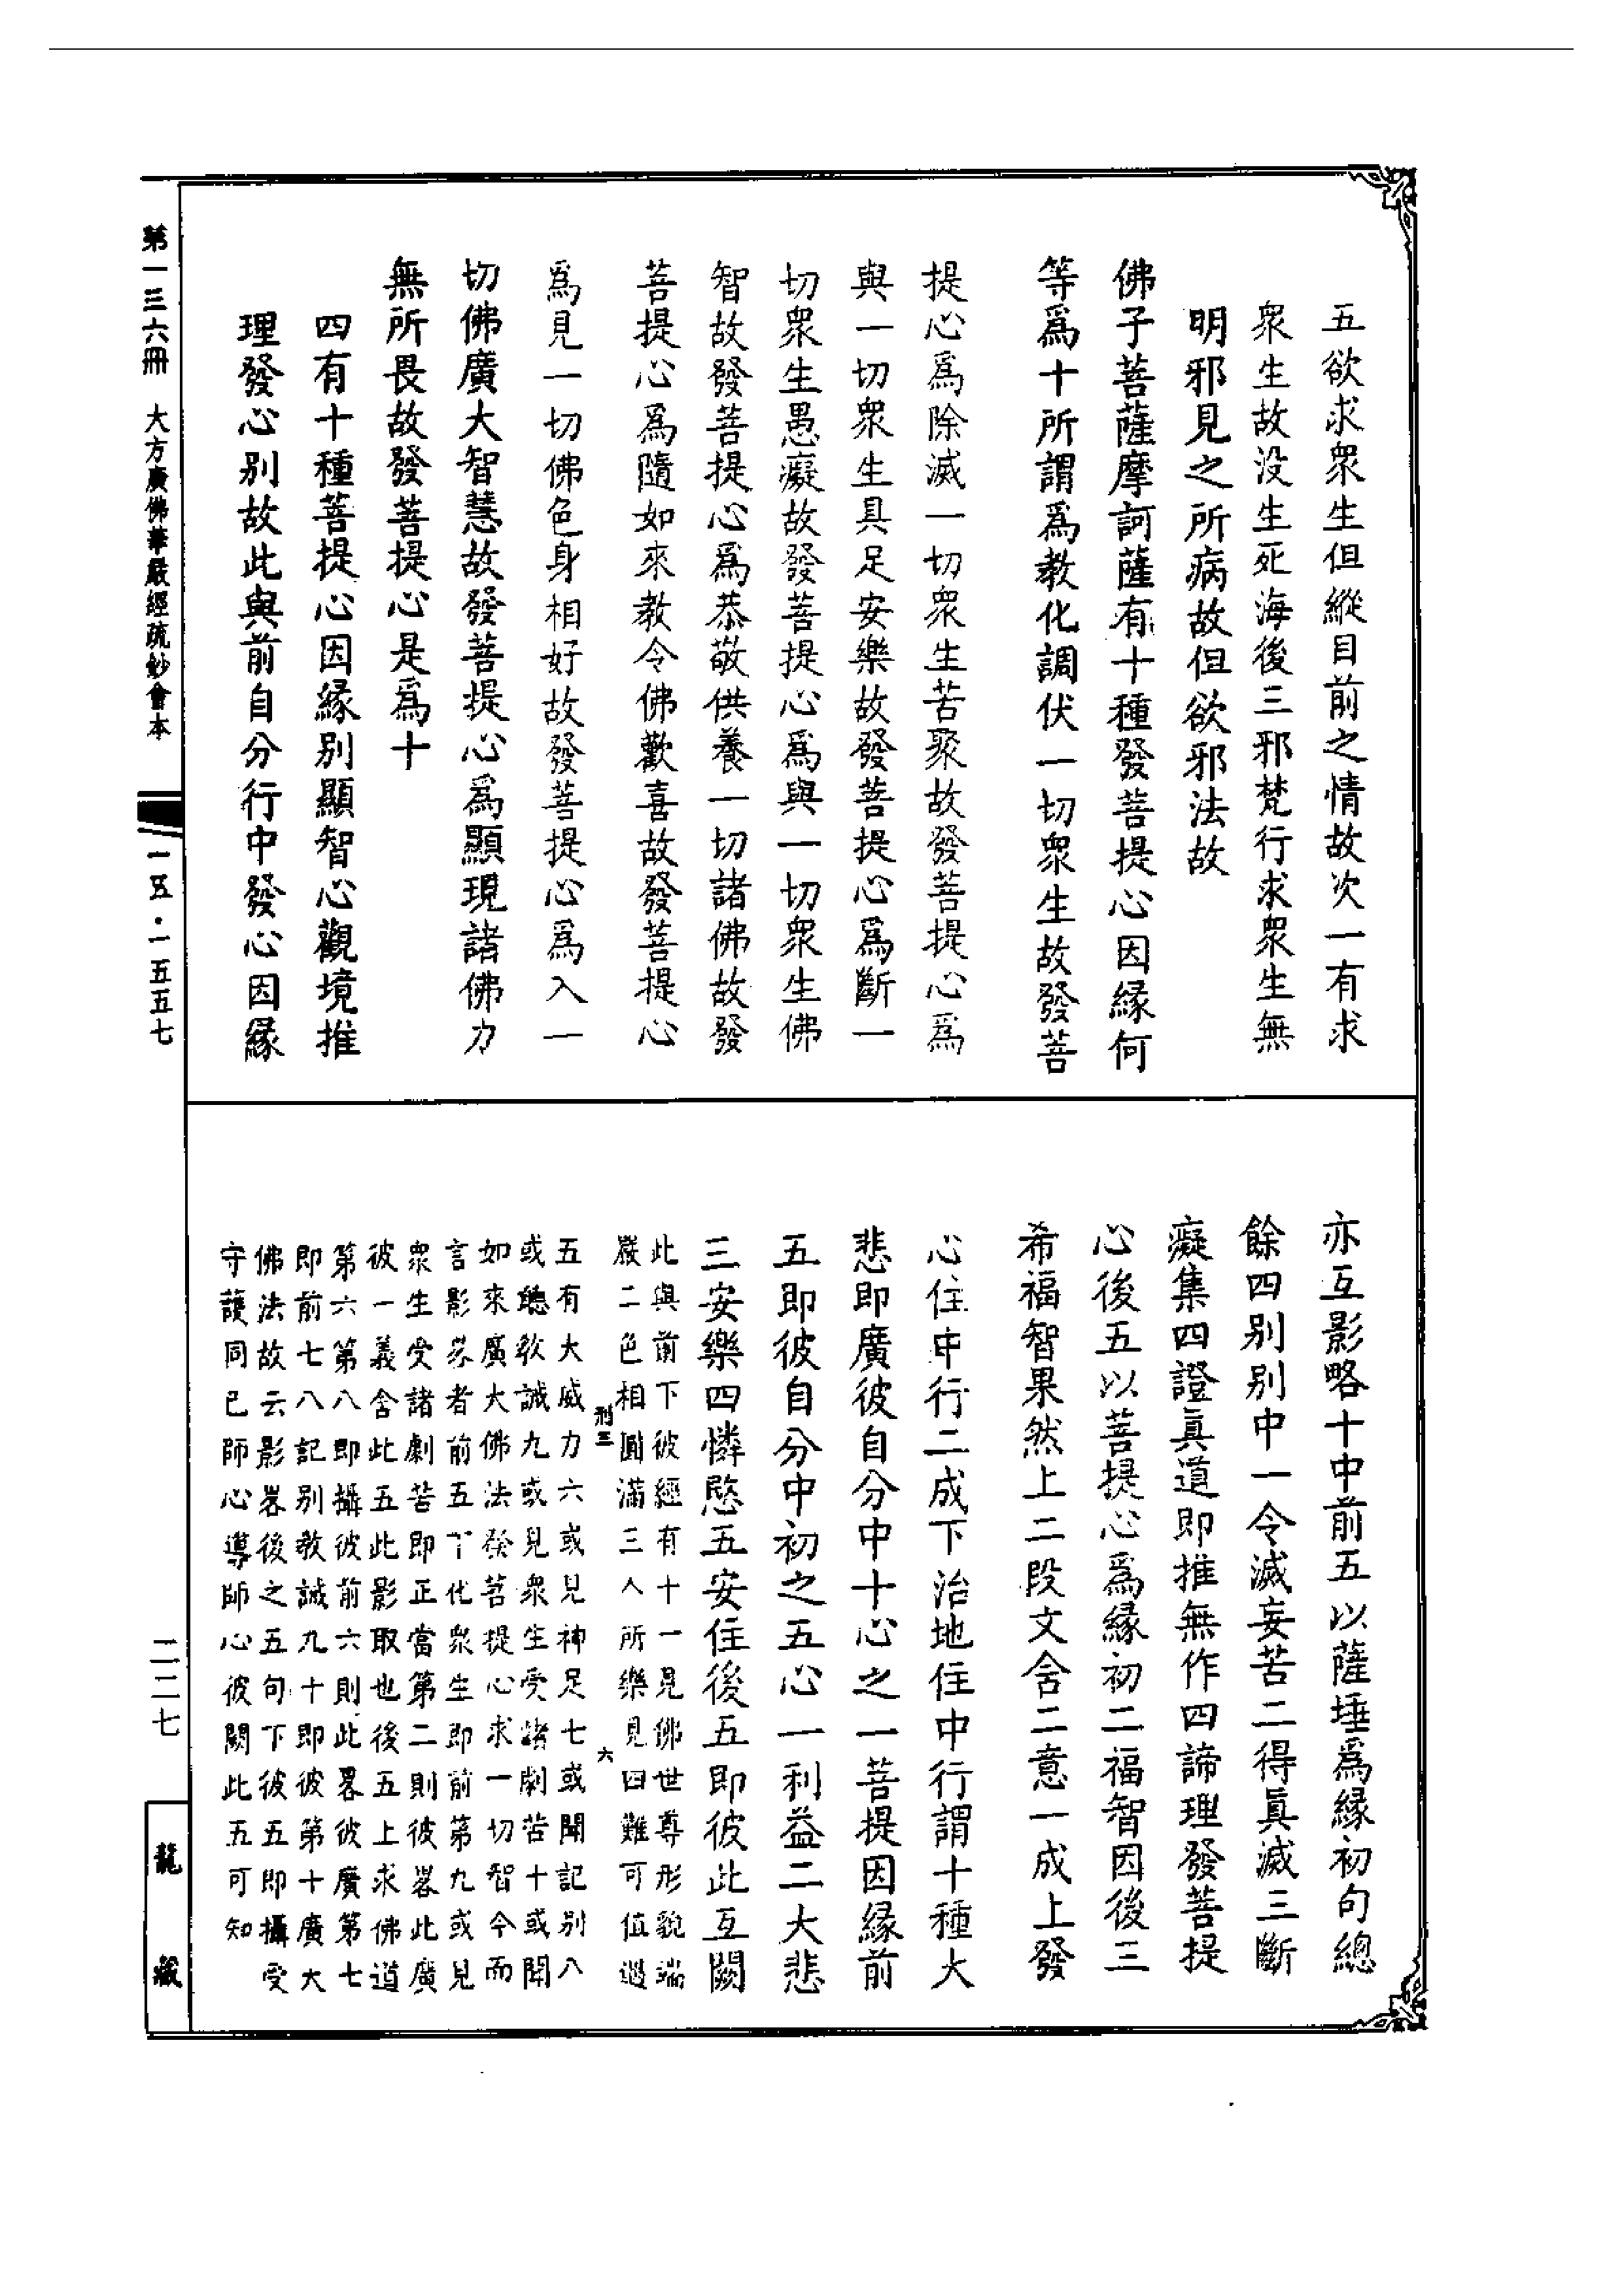 五欲求衆生但縱目前之情故次一有求
衆生故没生死海後三邪梵行求衆生無
明邪見之所病故但欲邪法故
佛子菩薩摩訶薩有十種發菩提心因緣何
等爲十所謂爲教化調伏一切衆生故發菩
提心爲除滅一切衆生苦聚故發菩提心爲
與一切衆生具足安樂故發菩提心爲斷一
切衆生愚癡故發菩提心爲與一切衆生佛
智故發菩提心爲恭敬供養一切諸佛故發
菩提心爲隨如來教令佛歡喜故發菩提心
爲見一切佛色身相好故發菩提心爲入一
切佛廣大智慧故發菩提心爲顯現諸佛力
無所畏故發菩提心是爲十
四有十種菩提心因緣別顯智心觀境推
理發心別故此與前自分行中發心因緣
亦互影略十中前五以薩埵爲緣初句總
餘四別別中一令滅妄苦二得眞滅三斷
癡集四證眞道即推無作四諦理發菩提
心後五以菩提心爲緣初二福智因後三
希福智果然上二段文含二意一成上發
心住中行二成下治地住中行謂十種大
悲即廣彼自分中十心之一菩提因緣前
五即彼自分中初之五心一利益二大悲
三安樂四憐愍五安住後五即彼此互闕
此與前下彼經有十一見佛世尊形貌端
嚴二色相圓滿三人所樂見四難可值遇
刑三
六
五有大威力六或見神足七或聞記別八
或聽教誡九或見衆生受諸劇苦十或聞
如來廣大佛法發菩提心求一切智今而
言影畧者前五下化衆生即前第九或見
衆生受諸劇苦即正當第二則彼畧此廣
彼一義含此五此影取也後五上求佛道
第六第八即攝彼前六則此畧彼廣第七
即前七八記別教誡九十即彼第十廣大
佛法故云影畧後之五句下彼五即攝受
守護同已師心導師心彼闕此五可知
第一三六冊
大方廣佛華嚴經疏鈔會本
一五・一五五七
二二七
龍藏